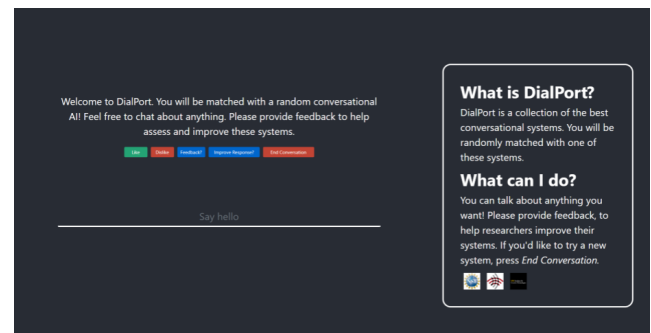 Welcome to DialPort. You will be matched with a random conversational
AI! Feel free to chat about anything. Please provide feedback to help
assess and improve these systems.
Like Dislike Feedback? Improve Response? End Conversation
Say hello
What is DialPort?
DialPort is a collection of the best
conversational systems. You will be
randomly matched with one of
these systems.
What can I do?
You can talk about anything you
want! Please provide feedback, to
help researchers improve their
systems. If you'd like to try a new
system, press End Conversation.